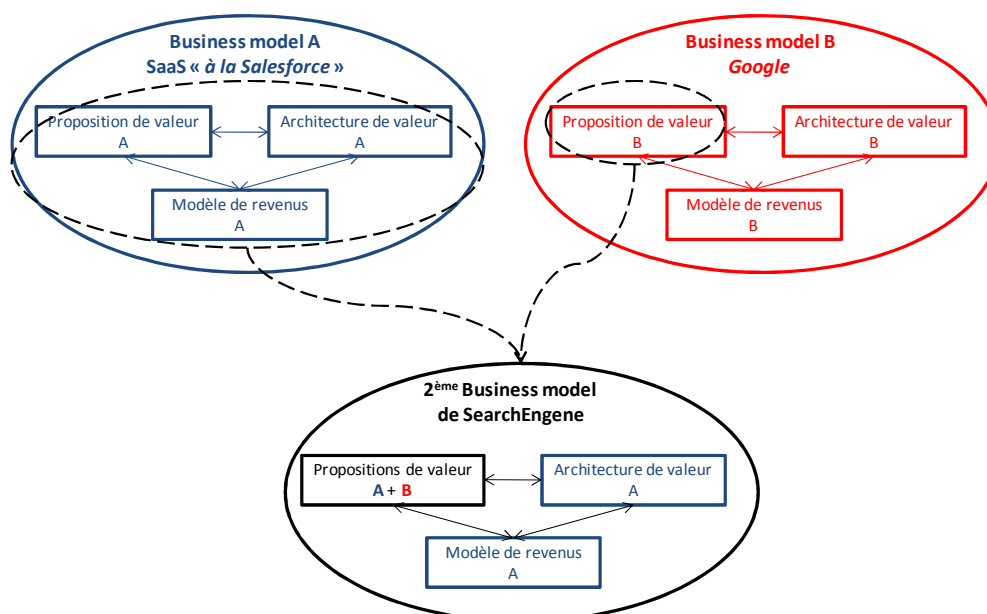 Business model A
SaaS « à la Salesforce »
Proposition de valeur
A
Architecture de valeur
A
Modèle de revenus
A
Business model B
Google
Proposition de valeur
B
Architecture de valeur
B
Modèle de revenus
B
2ème Business model
de SearchEngene
Propositions de valeur
A + B
Architecture de valeur
A
Modèle de revenus
A